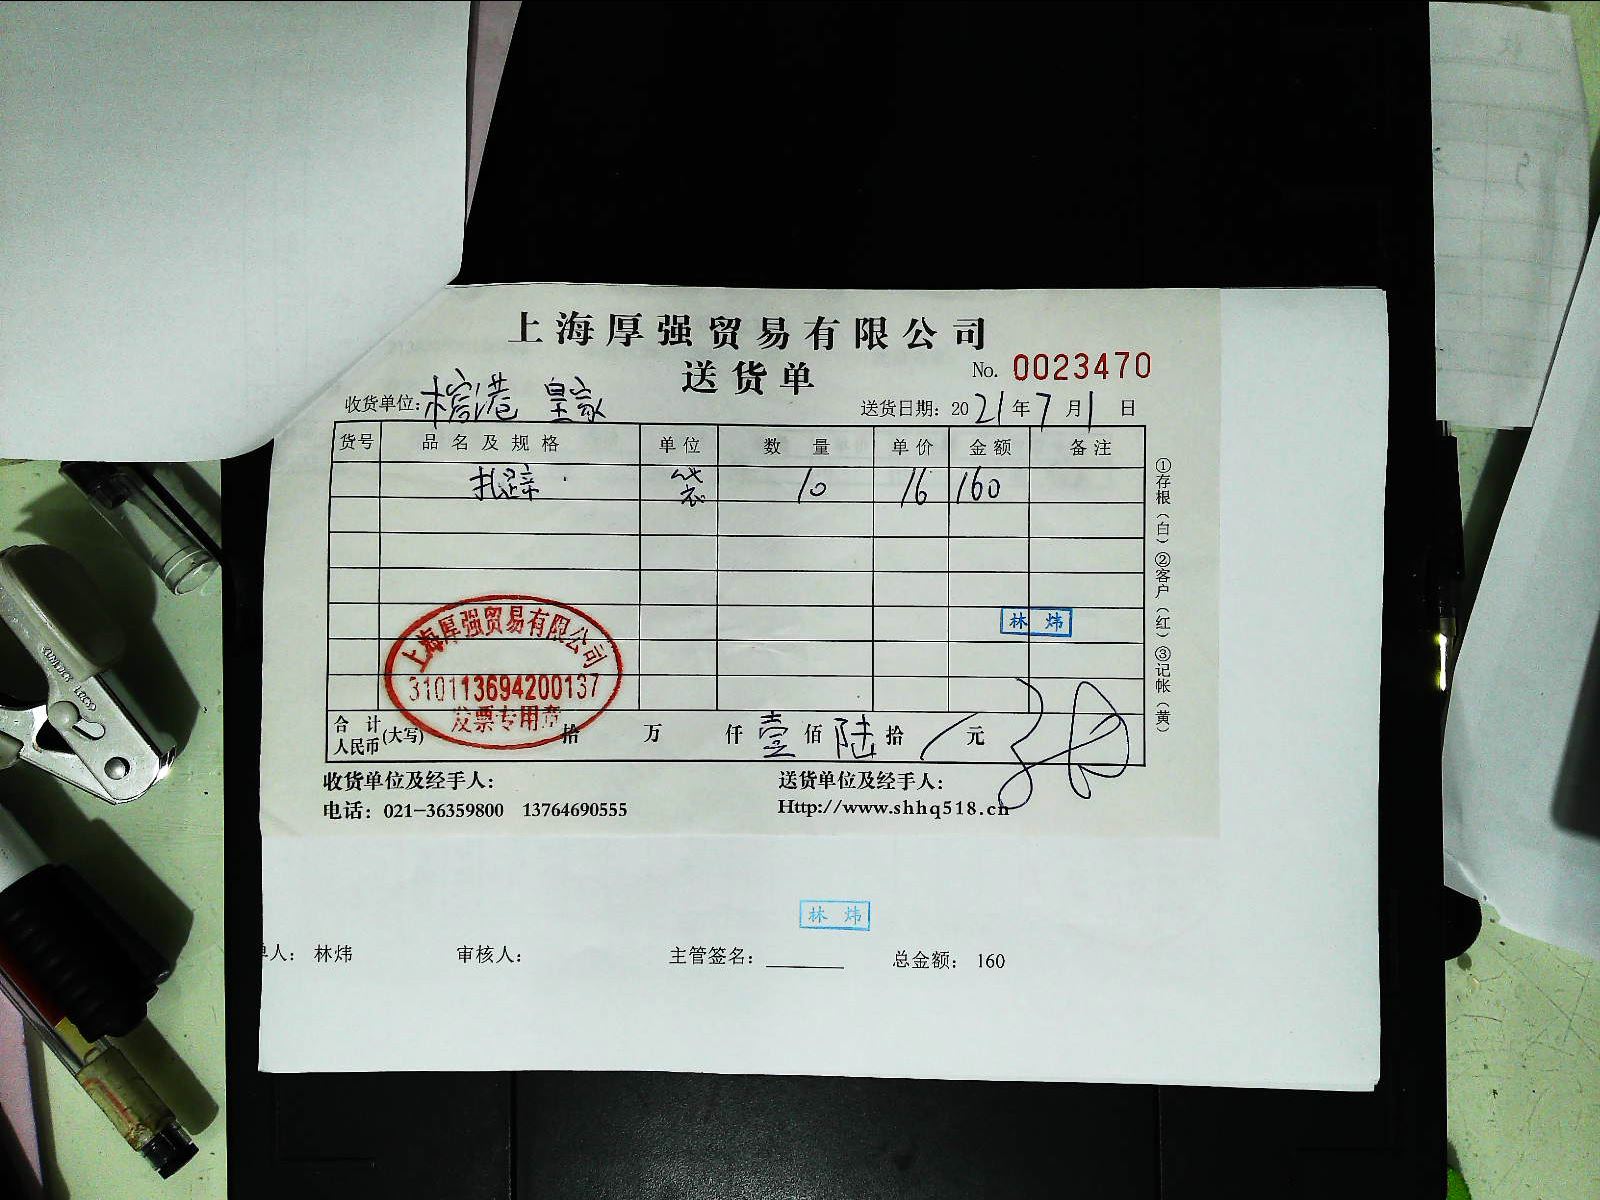 上海厚强贸易有限公司
送货单
No. 0023470
收货单位: 皇家
送货日期: 2021年7月1日
货号 品名及规格 单位 数量 单价 金额 备注
袋 10 16 160
①存根（白）②客户（红）③记帐（黄）
林炜
上海厚强贸易有限公司
310113694200137
发票专用章
合计人民币(大写) 拾 万 仟 壹 佰 陆 拾 / 元
收货单位及经手人:
送货单位及经手人:
电话: 021-36359800 13764690555
Http://www.shhq518.cn
林炜
单人: 林炜 审核人: 主管签名: 总金额: 160